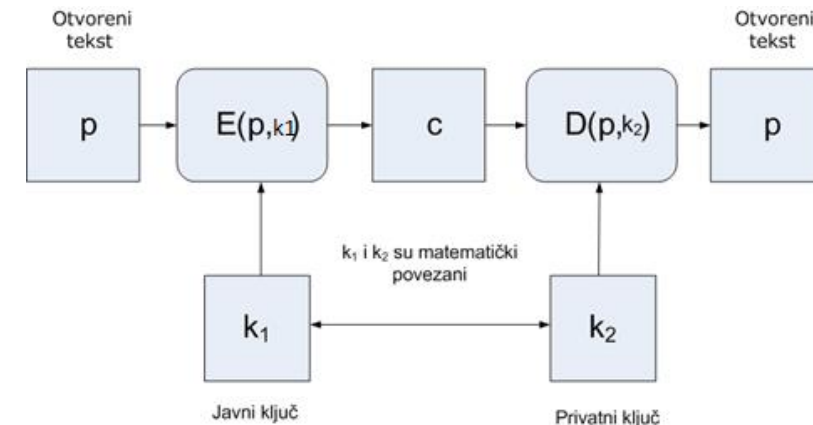 Otvoreni
tekst
Otvoreni
tekst
p
E(p,k1)
c
D(p,k₂)
p
k₁ i k₂ su matematički
povezani
k₁
k₂
Javni ključ
Privatni ključ